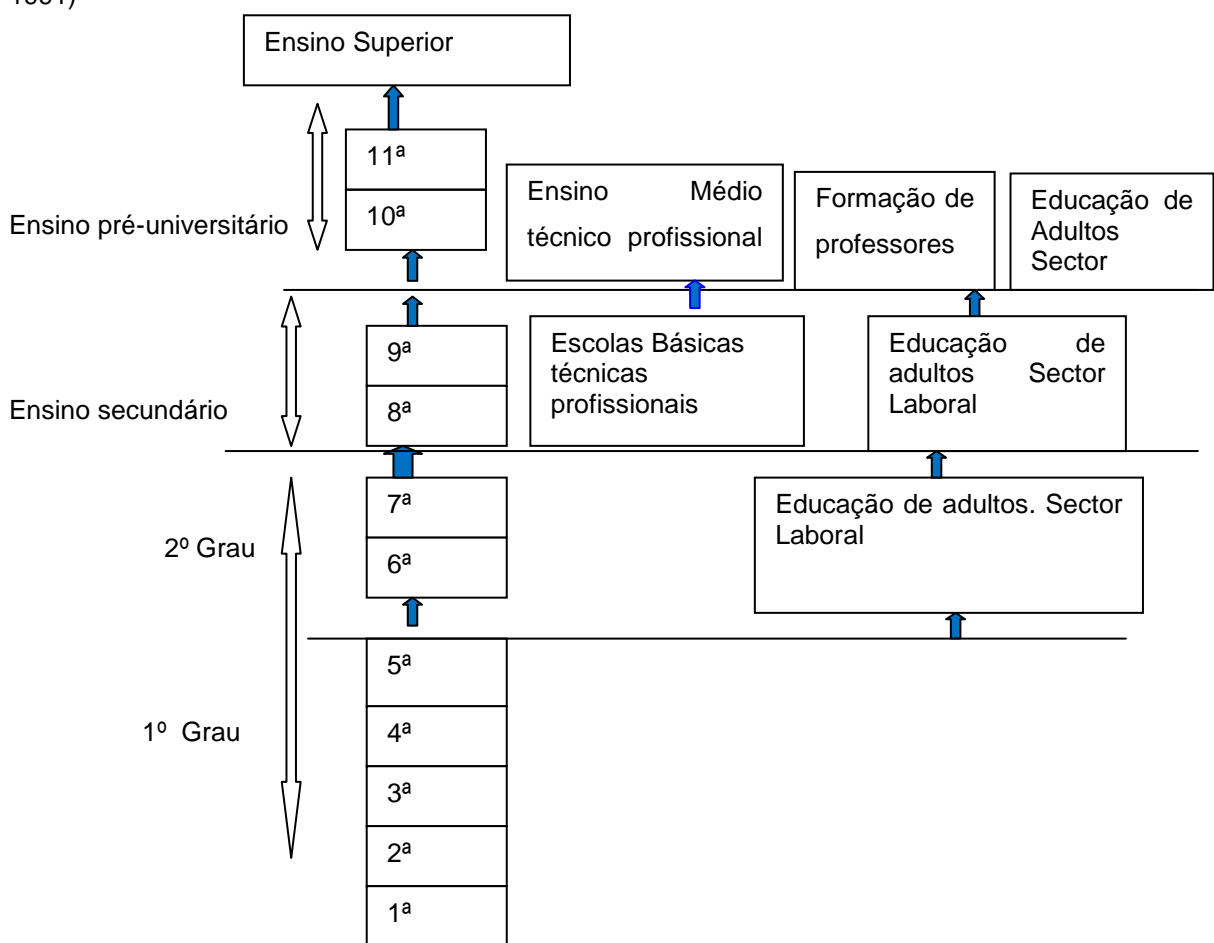 Ensino Superior
11ª
10ª
Ensino pré-universitário
Ensino Médio
técnico profissional
Formação de
professores
Educação de
Adultos
Sector
9ª
8ª
Ensino secundário
Escolas Básicas
técnicas
profissionais
Educação de
adultos Sector
Laboral
7ª
6ª
2º Grau
Educação de adultos. Sector
Laboral
5ª
4ª
3ª
2ª
1ª
1º Grau